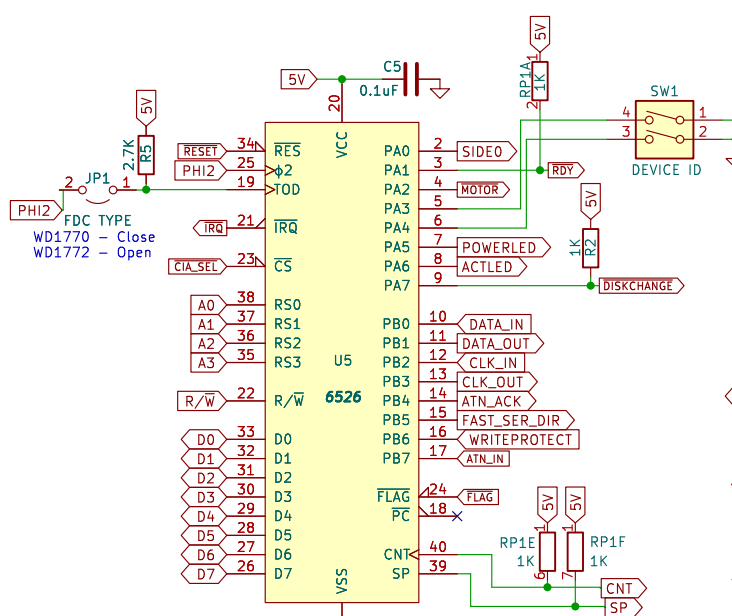 5V
5V
C5
0.1uF
RP1A
1K
1
2
SW1
4
3
1
2
DEVICE ID
5V
2.7K
R5
20
VCC
RESET
34
RES
PHI2
25
ϕ2
19
TOD
2
JP1
1
PHI2
FDC TYPE
WD1770 - Close
WD1772 - Open
IRQ
21
IRQ
CIA_SEL
23
CS
A0
38
RS0
A1
37
RS1
A2
36
RS2
A3
35
RS3
R/W
22
R/W
D0
33
D0
D1
32
D1
D2
31
D2
D3
30
D3
D4
29
D4
D5
28
D5
D6
27
D6
D7
26
D7
U5
6526
VSS
PA0
2
SIDE0
PA1
3
RDY
PA2
4
MOTOR
PA3
5
PA4
6
PA5
7
POWERLED
PA6
8
ACTLED
PA7
9
DISKCHANGE
5V
1K
R2
PB0
10
DATA_IN
PB1
11
DATA_OUT
PB2
12
CLK_IN
PB3
13
CLK_OUT
PB4
14
ATN_ACK
PB5
15
FAST_SER_DIR
PB6
16
WRITEPROTECT
PB7
17
ATN_IN
FLAG
24
FLAG
PC
18
CNT
40
SP
39
5V
5V
1
1
RP1E
1K
6
RP1F
1K
7
CNT
SP